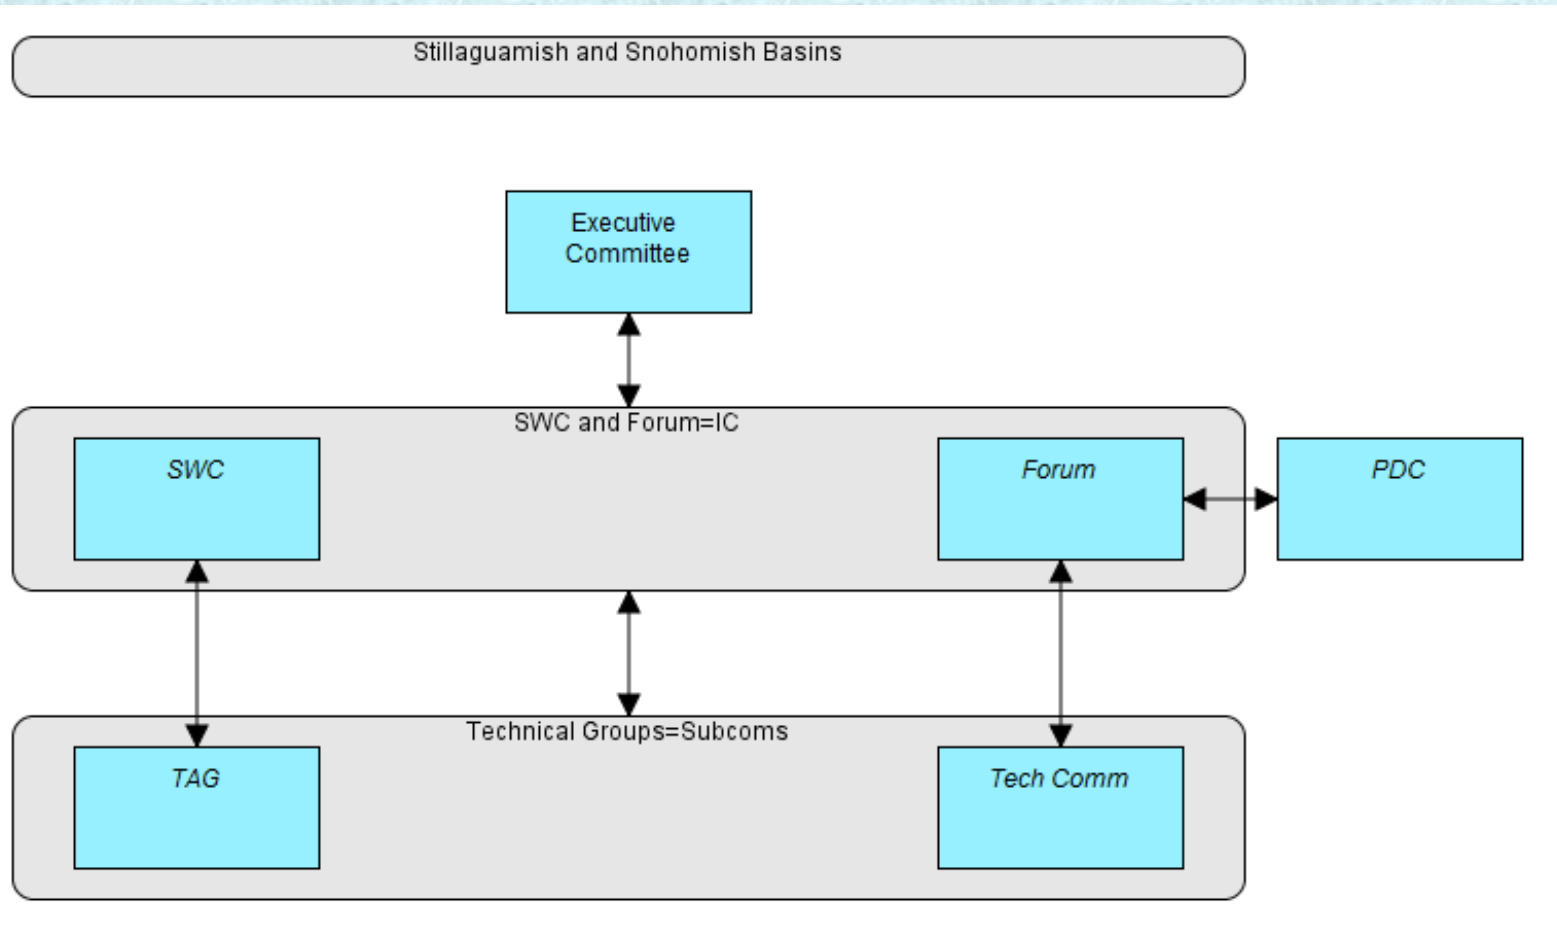 Stillaguamish and Snohomish Basins
Executive
Committee
SWC and Forum=IC
SWC
Forum
PDC
Technical Groups=Subcoms
TAG
Tech Comm